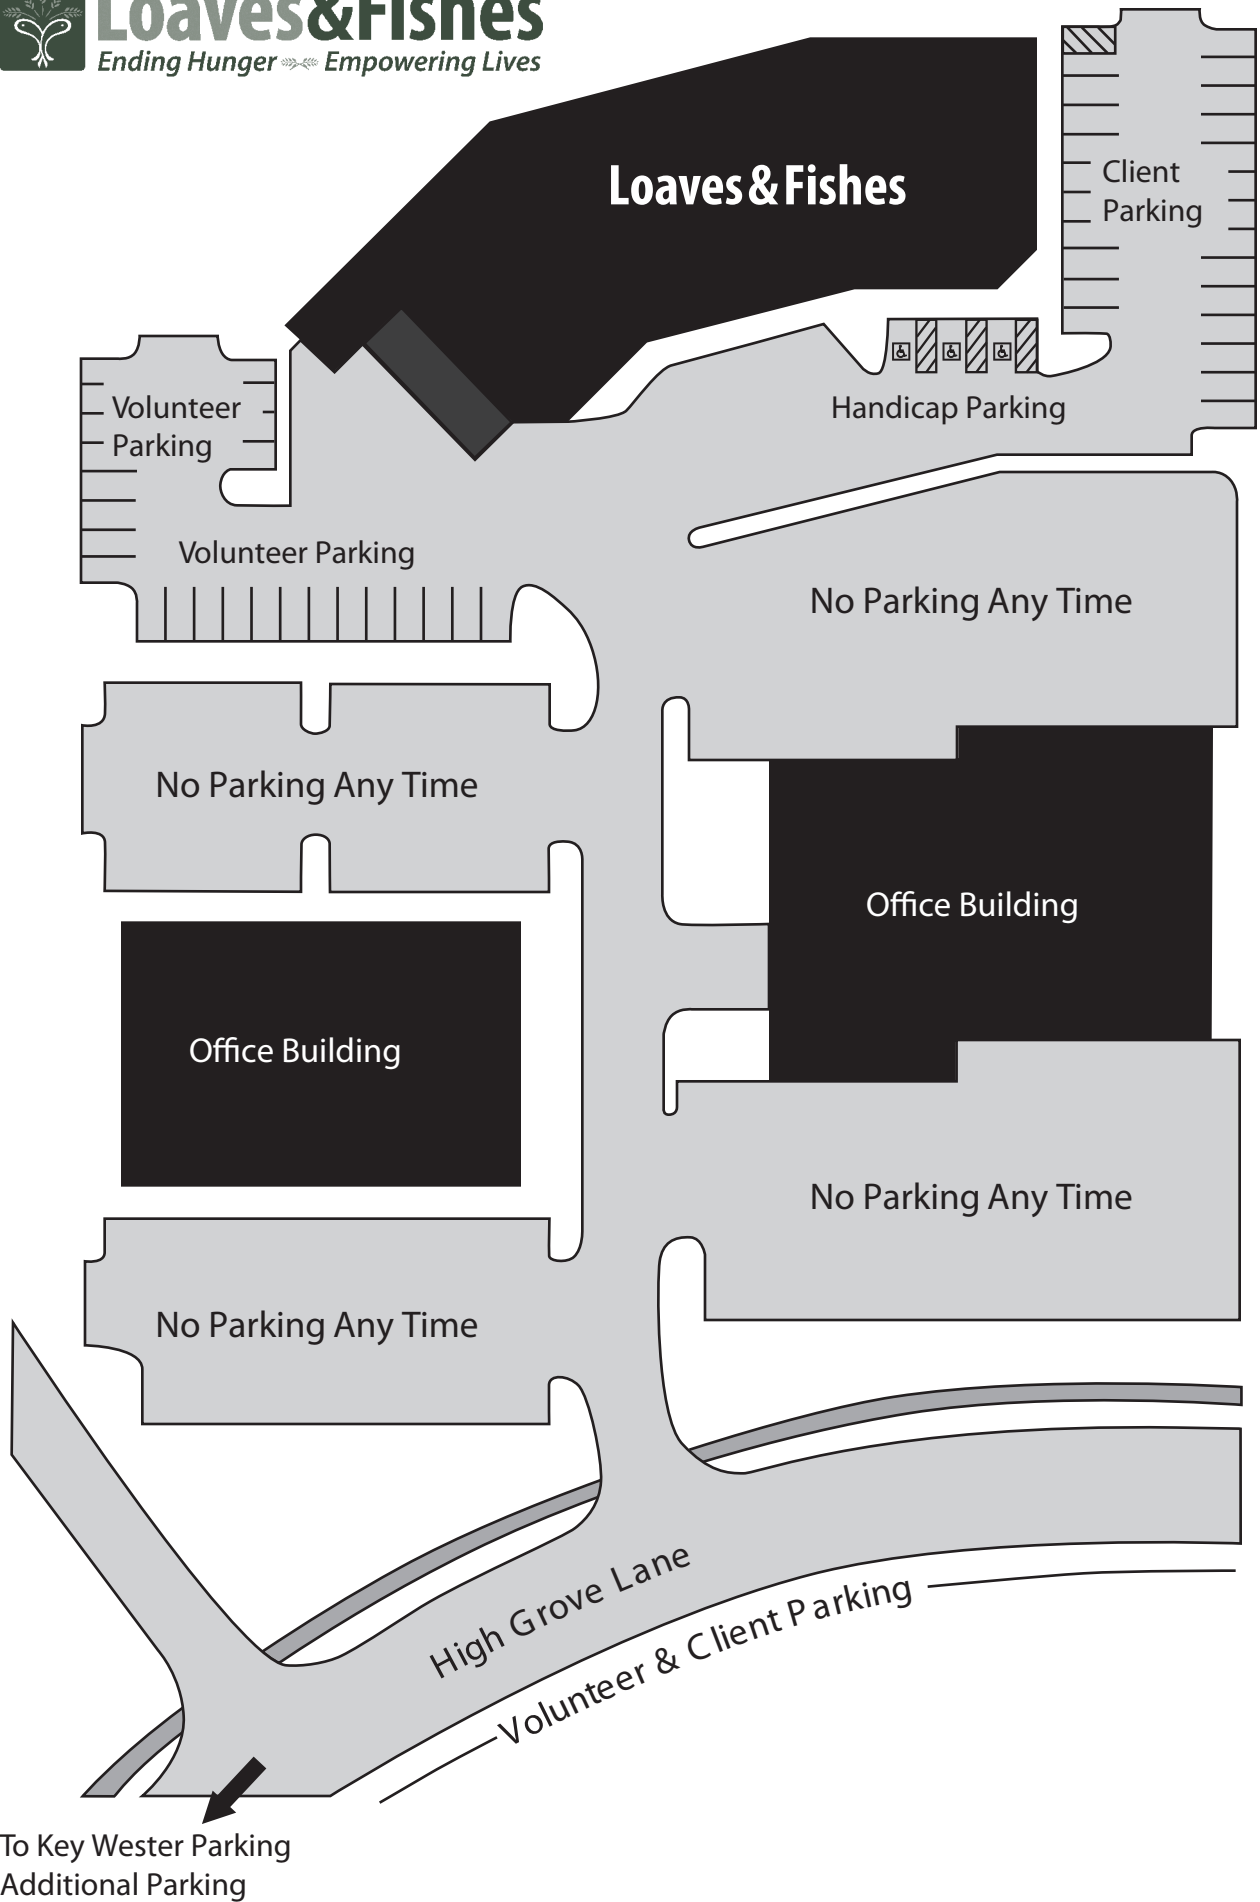 Loaves&Fishes
Ending Hunger Empowering Lives
Loaves&Fishes
Client
Parking
Volunteer
Parking
Handicap Parking
Volunteer Parking
No Parking Any Time
No Parking Any Time
Office Building
Office Building
No Parking Any Time
No Parking Any Time
High Grove Lane
Volunteer & Client Parking
To Key Wester Parking
Additional Parking